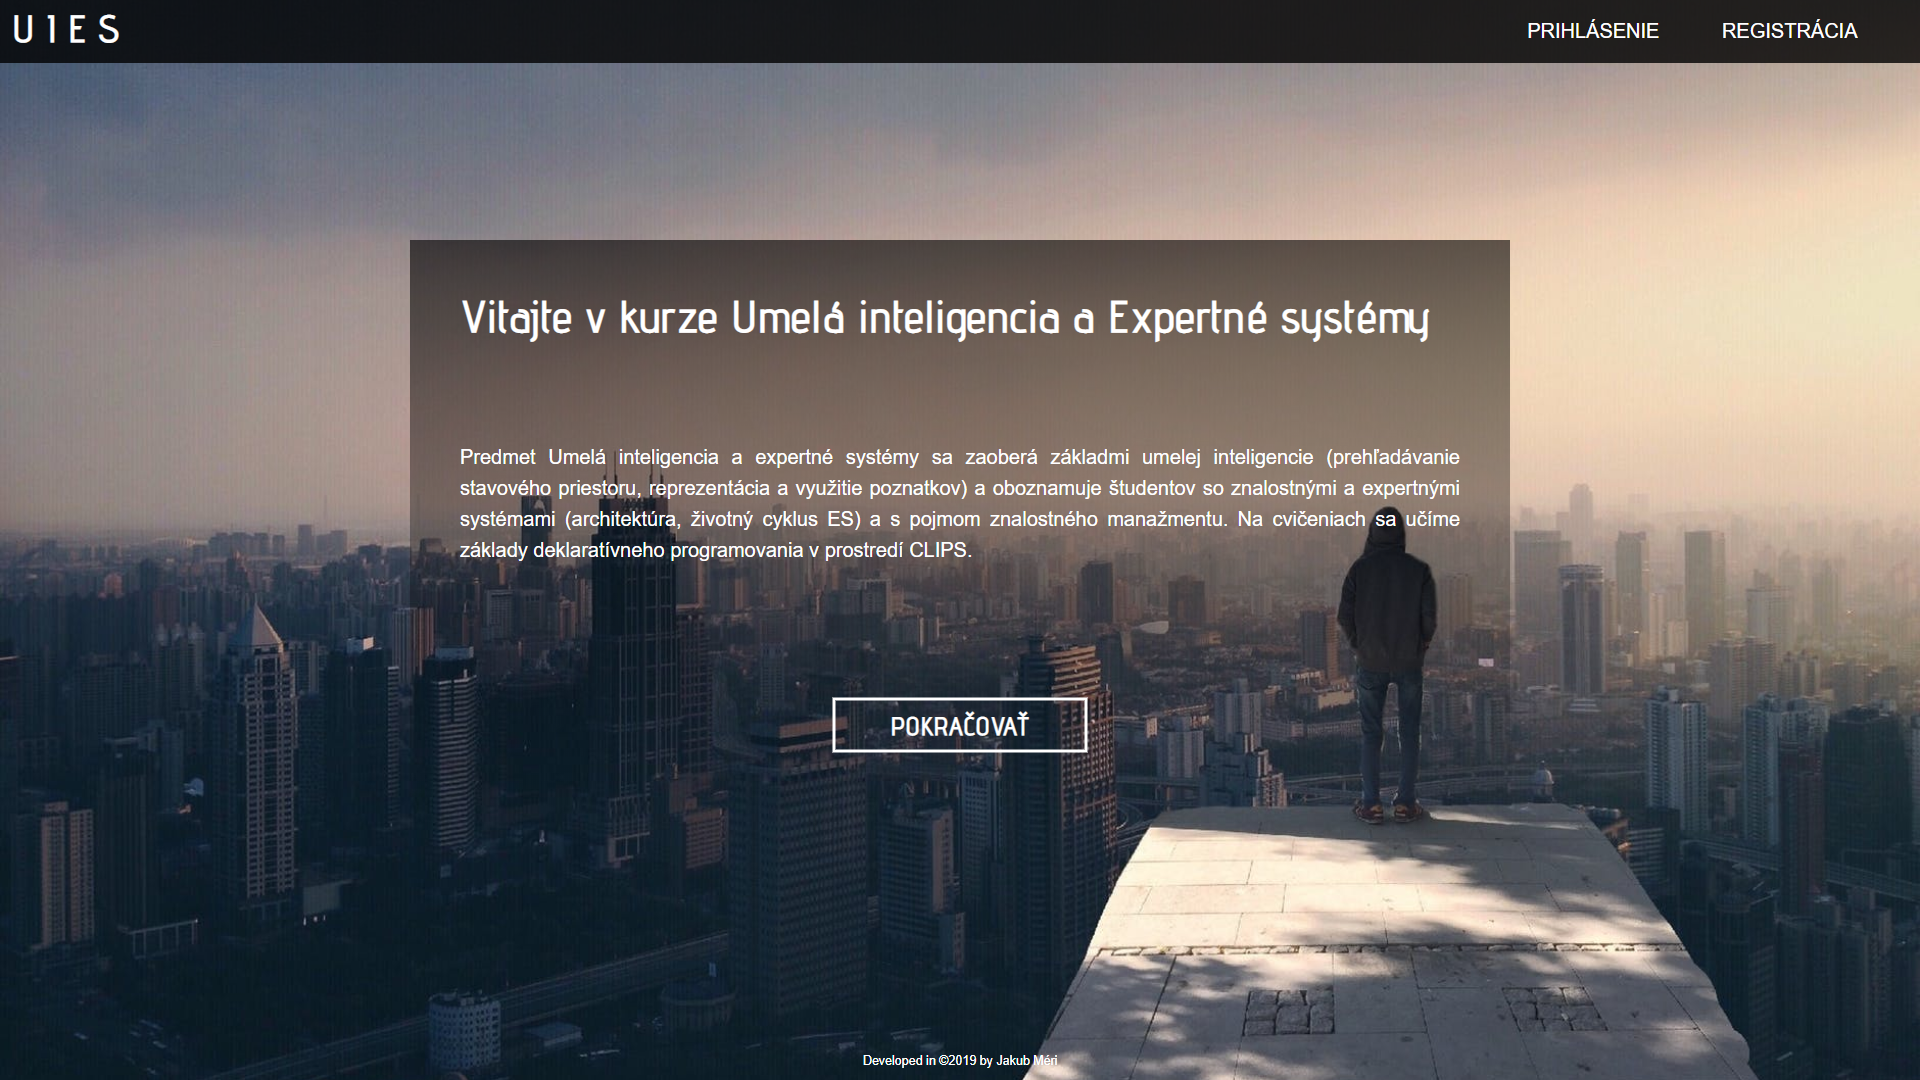 U1ES
PRIHLÁSENIE
REGISTRÁCIA
Vitajte v kurze Umelá inteligencia a Expertné systémy
Predmet Umelá inteligencia a expertné systémy sa zaoberá základmi umelej inteligencie (prehľadávanie
stavového priestoru, reprezentácia a využitie poznatkov) a oboznamuje študentov so znalostnými a expertnými
systémami (architektúra, životný cyklus ES) a s pojmom znalostného manažmentu. Na cvičeniach sa učíme
základy deklaratívneho programovania v prostredí CLIPS.
POKRAČOVAŤ
Developed in ©2019 by Jakub Méri